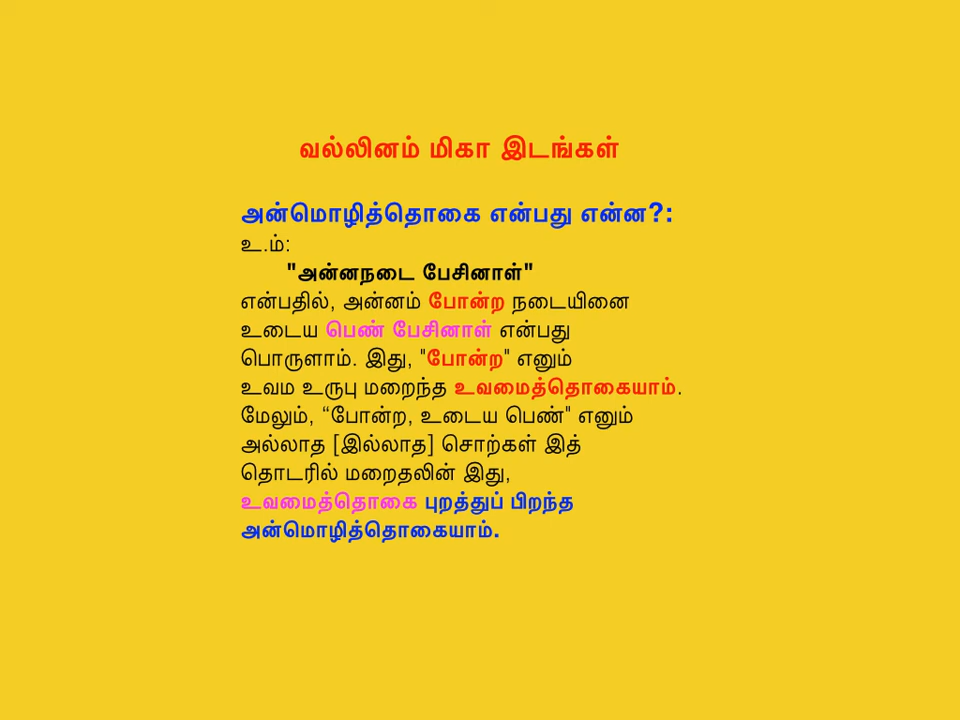 வல்லினம் மிகா இடங்கள்
அன்மொழித்தொகை என்பது என்ன?:
உ.ம்:
"அன்னநடை பேசினாள்"
என்பதில், அன்னம் போன்ற நடையினை
உடைய பெண் பேசினாள் என்பது
பொருளாம். இது, "போன்ற" எனும்
உவம உருபு மறைந்த உவமைத்தொகையாம்.
மேலும், “போன்ற, உடைய பெண்" எனும்
அல்லாத [இல்லாத] சொற்கள் இத்
தொடரில் மறைதலின் இது,
உவமைத்தொகை புறத்துப் பிறந்த
அன்மொழித்தொகையாம்.